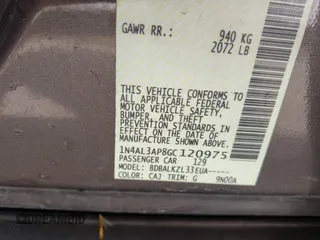 GAWR RR.: 940 KG
2072 LB
THIS VEHICLE CONFORMS TO ALL
APPLICABLE U.S. FEDERAL
MOTOR VEHICLE SAFETY,
BUMPER, AND THEFT
PREVENTION STANDARDS IN
EFFECT ON THE DATE OF
MANUFACTURE SHOWN ABOVE.
1N4AL3AP8GC120975
PASSENGER CAR 129
MODEL: BDBALKZL33EUA-----
COLOR: CAJ TRIM: G 9N00A
DREAMBID